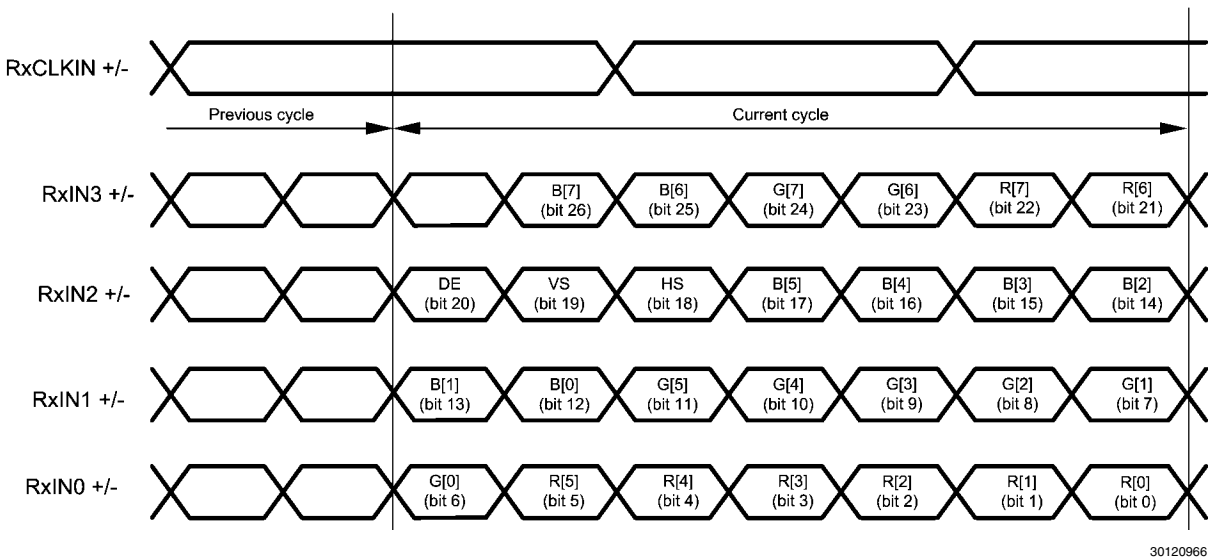 RxCLKIN +/-
Previous cycle
Current cycle
RxIN3 +/-
B[7]
(bit 26)
B[6]
(bit 25)
G[7]
(bit 24)
G[6]
(bit 23)
R[7]
(bit 22)
R[6]
(bit 21)
RxIN2 +/-
DE
(bit 20)
VS
(bit 19)
HS
(bit 18)
B[5]
(bit 17)
B[4]
(bit 16)
B[3]
(bit 15)
B[2]
(bit 14)
RxIN1 +/-
B[1]
(bit 13)
B[0]
(bit 12)
G[5]
(bit 11)
G[4]
(bit 10)
G[3]
(bit 9)
G[2]
(bit 8)
G[1]
(bit 7)
RxIN0 +/-
G[0]
(bit 6)
R[5]
(bit 5)
R[4]
(bit 4)
R[3]
(bit 3)
R[2]
(bit 2)
R[1]
(bit 1)
R[0]
(bit 0)
30120966